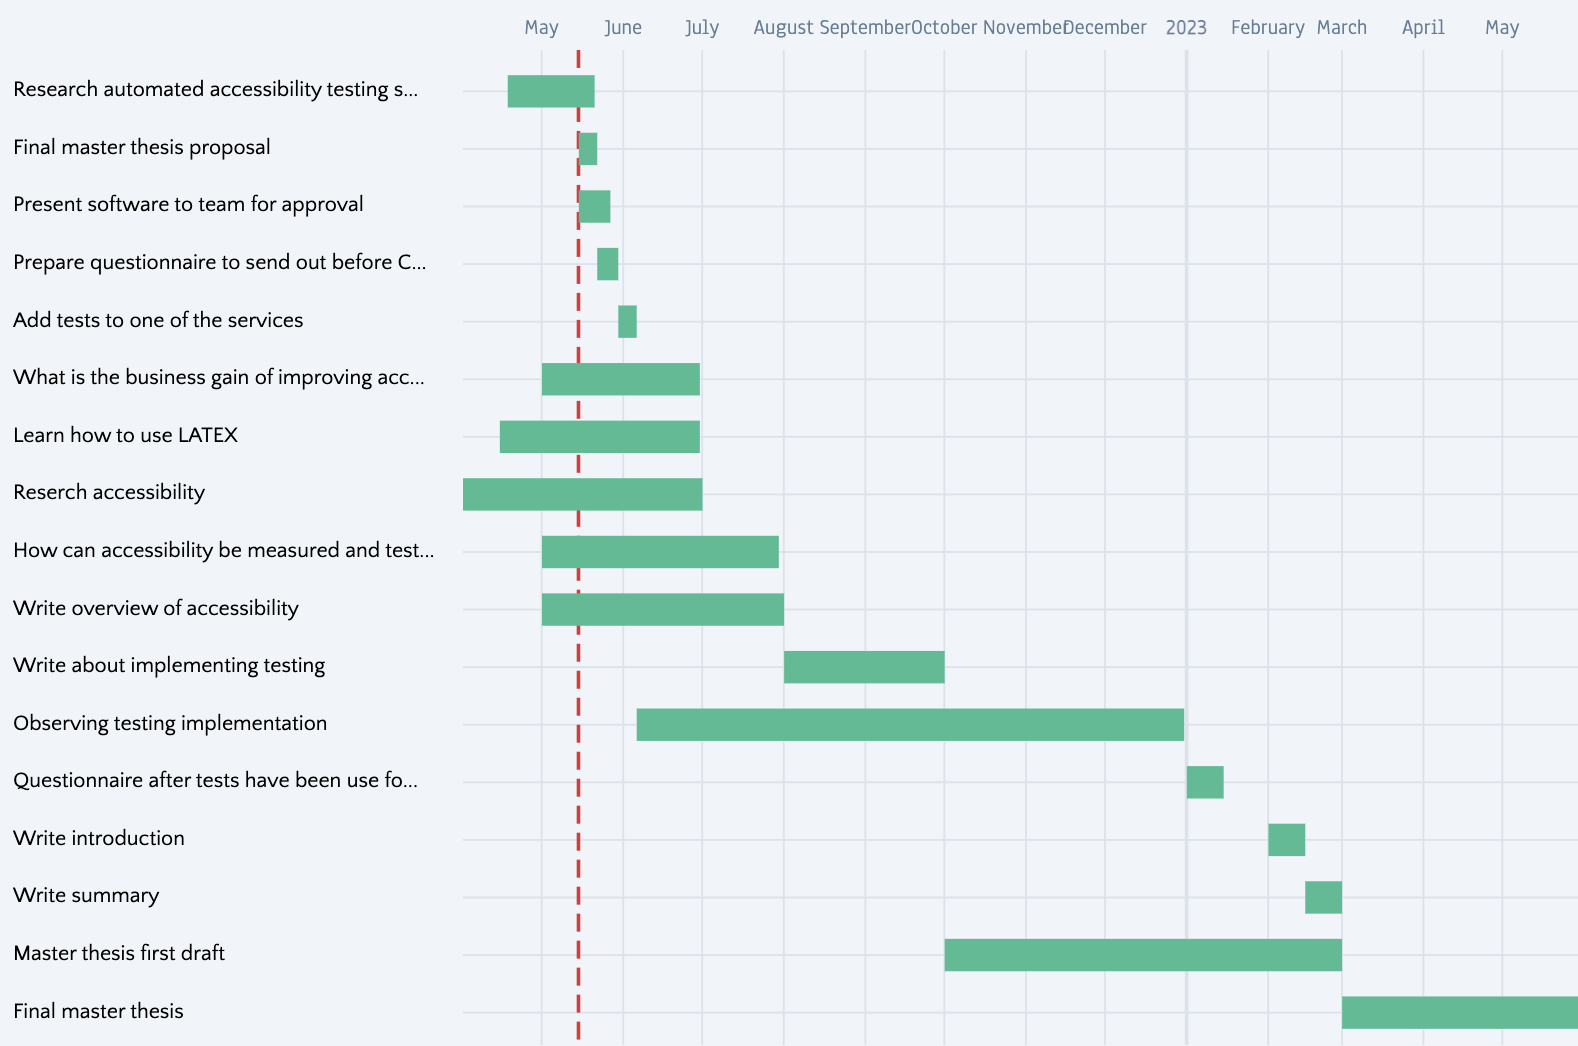 May June July August September October November December 2023 February March April May
Research automated accessibility testing s...
Final master thesis proposal
Present software to team for approval
Prepare questionnaire to send out before C...
Add tests to one of the services
What is the business gain of improving acc...
Learn how to use LATEX
Reserch accessibility
How can accessibility be measured and test...
Write overview of accessibility
Write about implementing testing
Observing testing implementation
Questionnaire after tests have been use fo...
Write introduction
Write summary
Master thesis first draft
Final master thesis